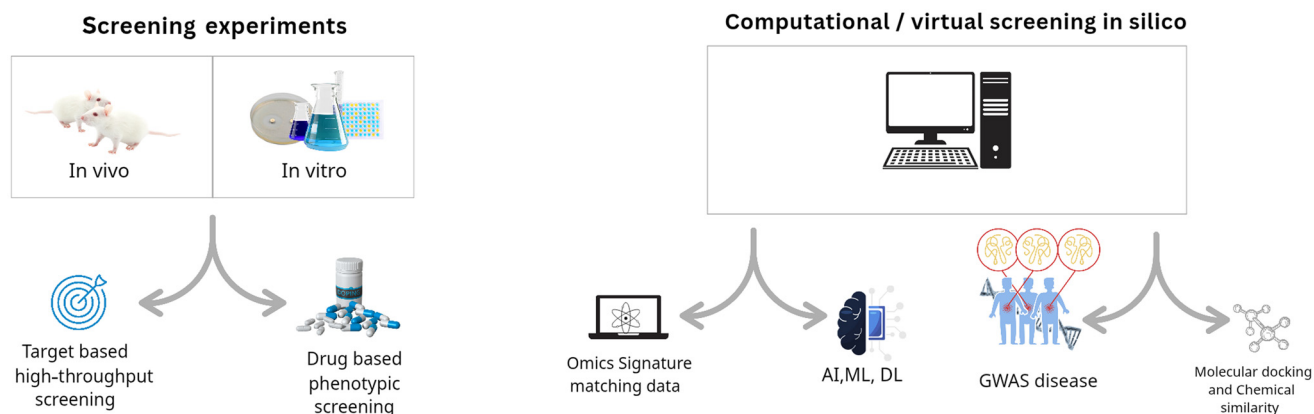 Screening experiments
In vivo
In vitro
Target based
high-throughput
screening
Drug based
phenotypic
screening
Computational / virtual screening in silico
Omics Signature
matching data
AI,ML, DL
GWAS disease
Molecular docking
and Chemical
similarity